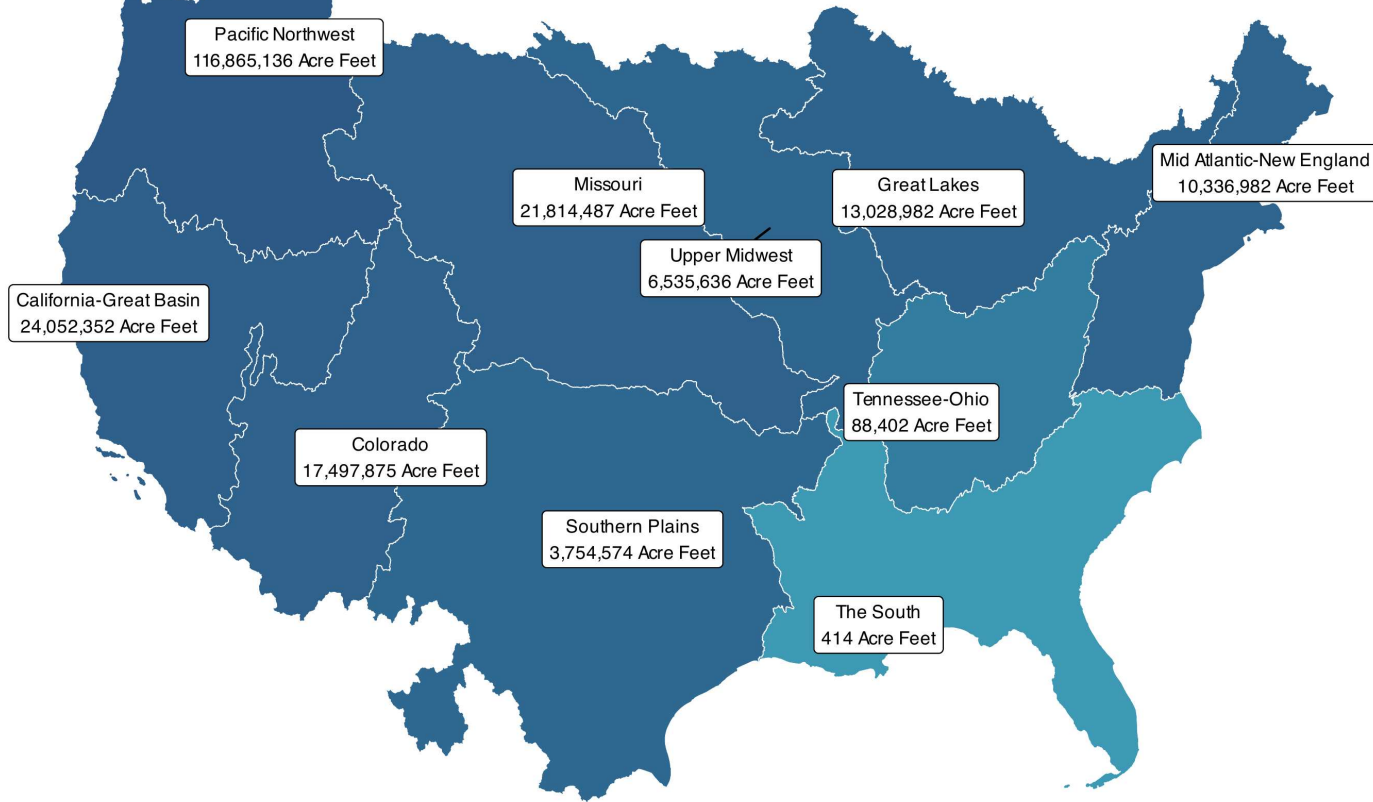 Pacific Northwest
116,865,136 Acre Feet
Mid Atlantic-New England
10,336,982 Acre Feet
Missouri
21,814,487 Acre Feet
Great Lakes
13,028,982 Acre Feet
Upper Midwest
6,535,636 Acre Feet
California-Great Basin
24,052,352 Acre Feet
Tennessee-Ohio
88,402 Acre Feet
Colorado
17,497,875 Acre Feet
Southern Plains
3,754,574 Acre Feet
The South
414 Acre Feet